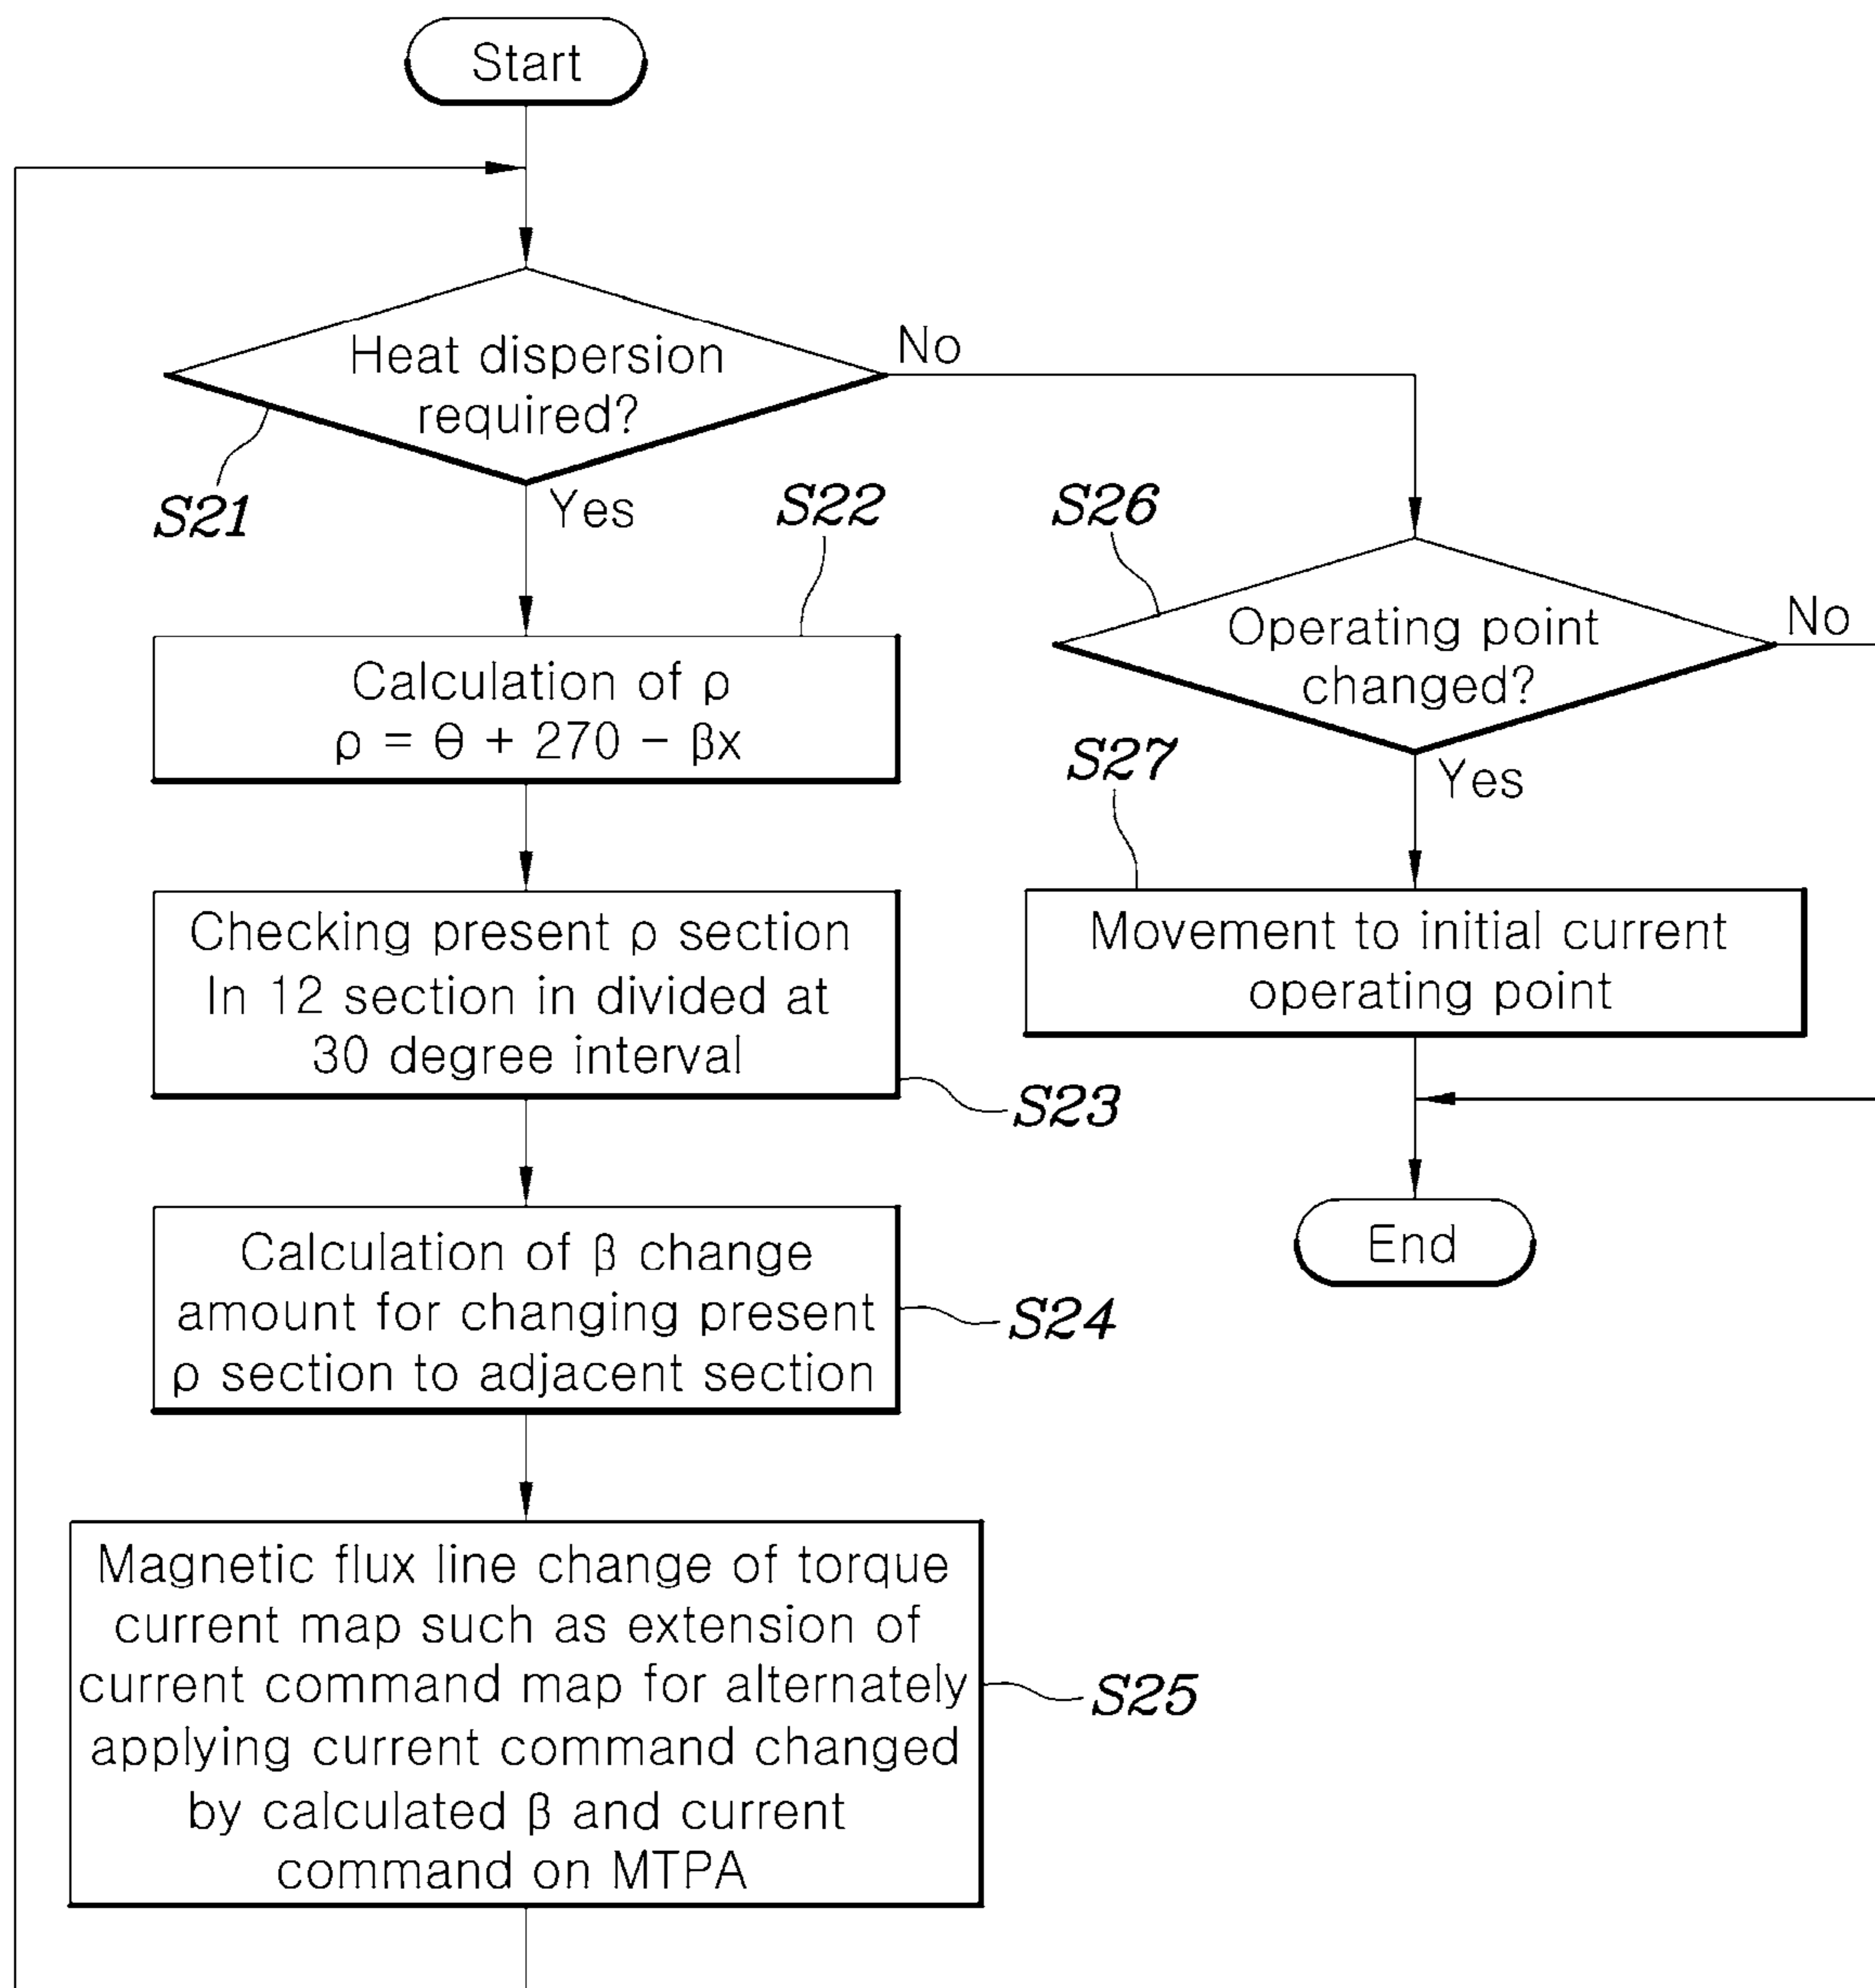 Start
Heat dispersion
required?
No
S21
Yes
S22
Calculation of ρ
ρ = θ + 270 − βx
Checking present ρ section
In 12 section in divided at
30 degree interval
S23
Calculation of β change
amount for changing present
ρ section to adjacent section
S24
Magnetic flux line change of torque
current map such as extension of
current command map for alternately
applying current command changed
by calculated β and current
command on MTPA
S25
S26
Operating point
changed?
No
S27
Yes
Movement to initial current
operating point
End